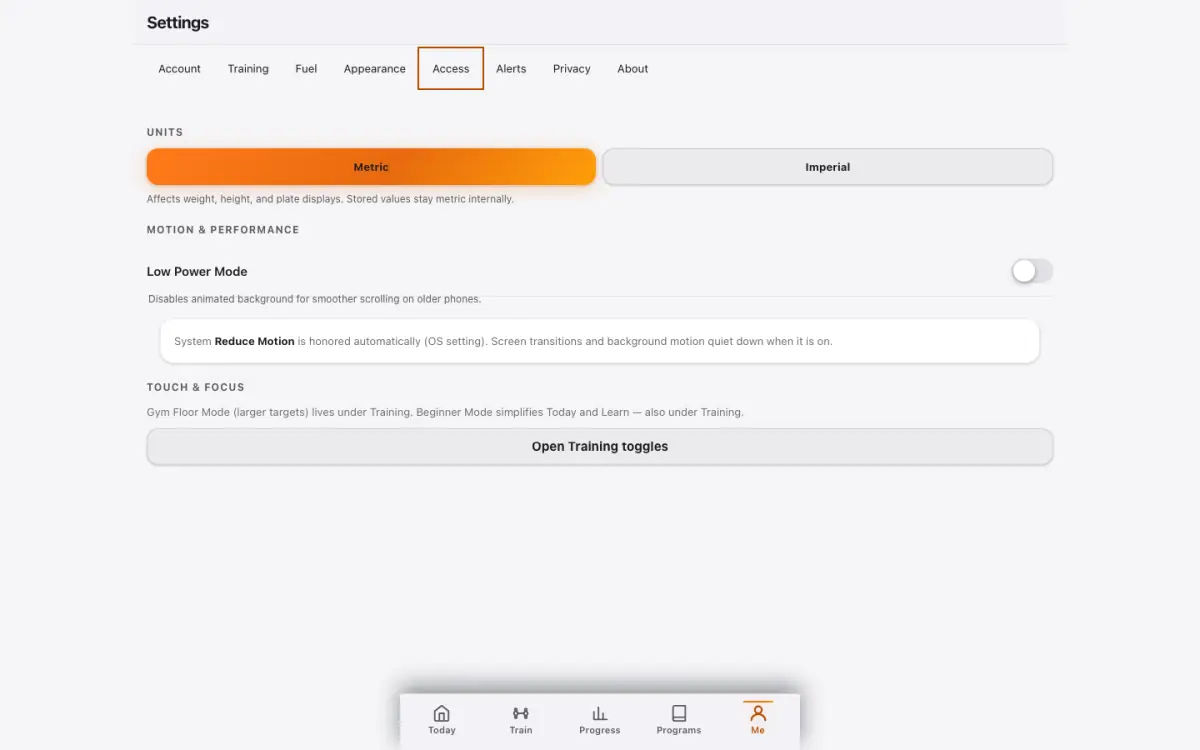 Settings
Account Training Fuel Appearance Access Alerts Privacy About
UNITS
Metric Imperial
Affects weight, height, and plate displays. Stored values stay metric internally.
MOTION & PERFORMANCE
Low Power Mode
Disables animated background for smoother scrolling on older phones.
System Reduce Motion is honored automatically (OS setting). Screen transitions and background motion quiet down when it is on.
TOUCH & FOCUS
Gym Floor Mode (larger targets) lives under Training. Beginner Mode simplifies Today and Learn — also under Training.
Open Training toggles
Today Train Progress Programs Me